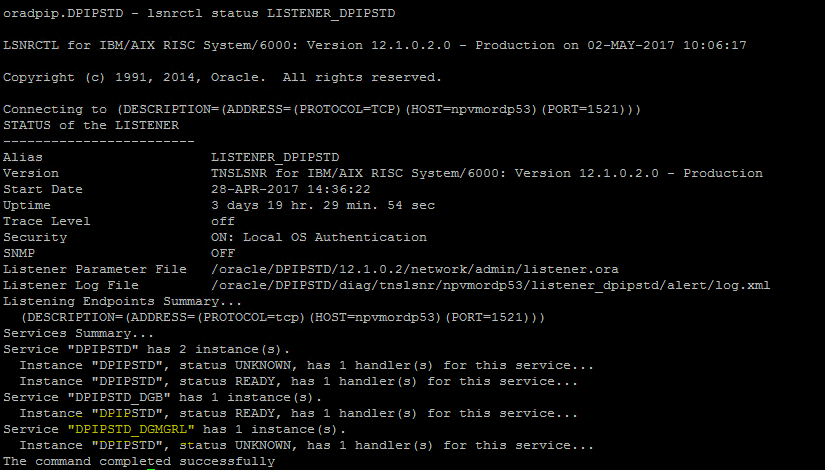 oradpip.DPIPSTD - lsnrctl status LISTENER_DPIPSTD
LSNRCTL for IBM/AIX RISC System/6000: Version 12.1.0.2.0 - Production on 02-MAY-2017 10:06:17
Copyright (c) 1991, 2014, Oracle.  All rights reserved.
Connecting to (DESCRIPTION=(ADDRESS=(PROTOCOL=TCP)(HOST=npvmordp53)(PORT=1521)))
STATUS of the LISTENER
------------------------
Alias                     LISTENER_DPIPSTD
Version                   TNSLSNR for IBM/AIX RISC System/6000: Version 12.1.0.2.0 - Production
Start Date                28-APR-2017 14:36:22
Uptime                    3 days 19 hr. 29 min. 54 sec
Trace Level               off
Security                  ON: Local OS Authentication
SNMP                      OFF
Listener Parameter File   /oracle/DPIPSTD/12.1.0.2/network/admin/listener.ora
Listener Log File         /oracle/DPIPSTD/diag/tnslsnr/npvmordp53/listener_dpipstd/alert/log.xml
Listening Endpoints Summary...
  (DESCRIPTION=(ADDRESS=(PROTOCOL=tcp)(HOST=npvmordp53)(PORT=1521)))
Services Summary...
Service "DPIPSTD" has 2 instance(s).
  Instance "DPIPSTD", status UNKNOWN, has 1 handler(s) for this service...
  Instance "DPIPSTD", status READY, has 1 handler(s) for this service...
Service "DPIPSTD_DGB" has 1 instance(s).
  Instance "DPIPSTD", status READY, has 1 handler(s) for this service...
Service "DPIPSTD_DGMGRL" has 1 instance(s).
  Instance "DPIPSTD", status UNKNOWN, has 1 handler(s) for this service...
The command completed successfully